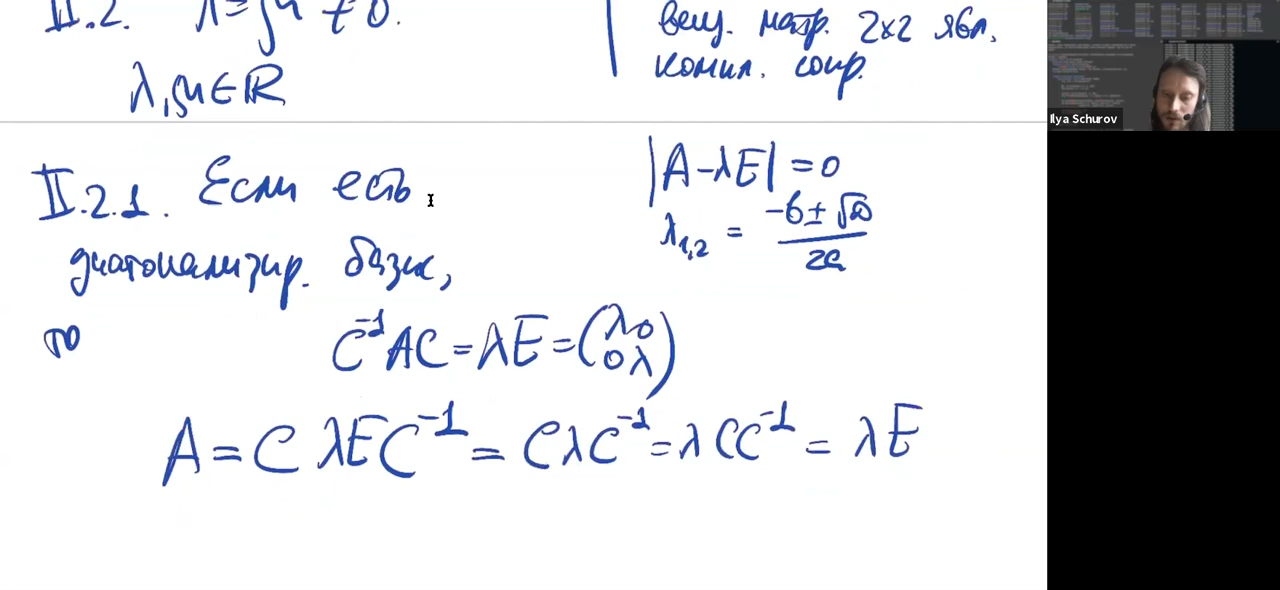 II.2. λ=μ≠0.
λ,μ∈ℝ
вещ. матр. 2x2 явл.
компл. сопр.
Ilya Schurov
II.2.1. Если есть
диагонализир. базис,
то
|A-λE|=0
λ₁,₂ = (-b±√D)/2a
C⁻¹AC=λE=(λ 0
0 λ)
A=CλEC⁻¹=CλC⁻¹=λCC⁻¹=λE